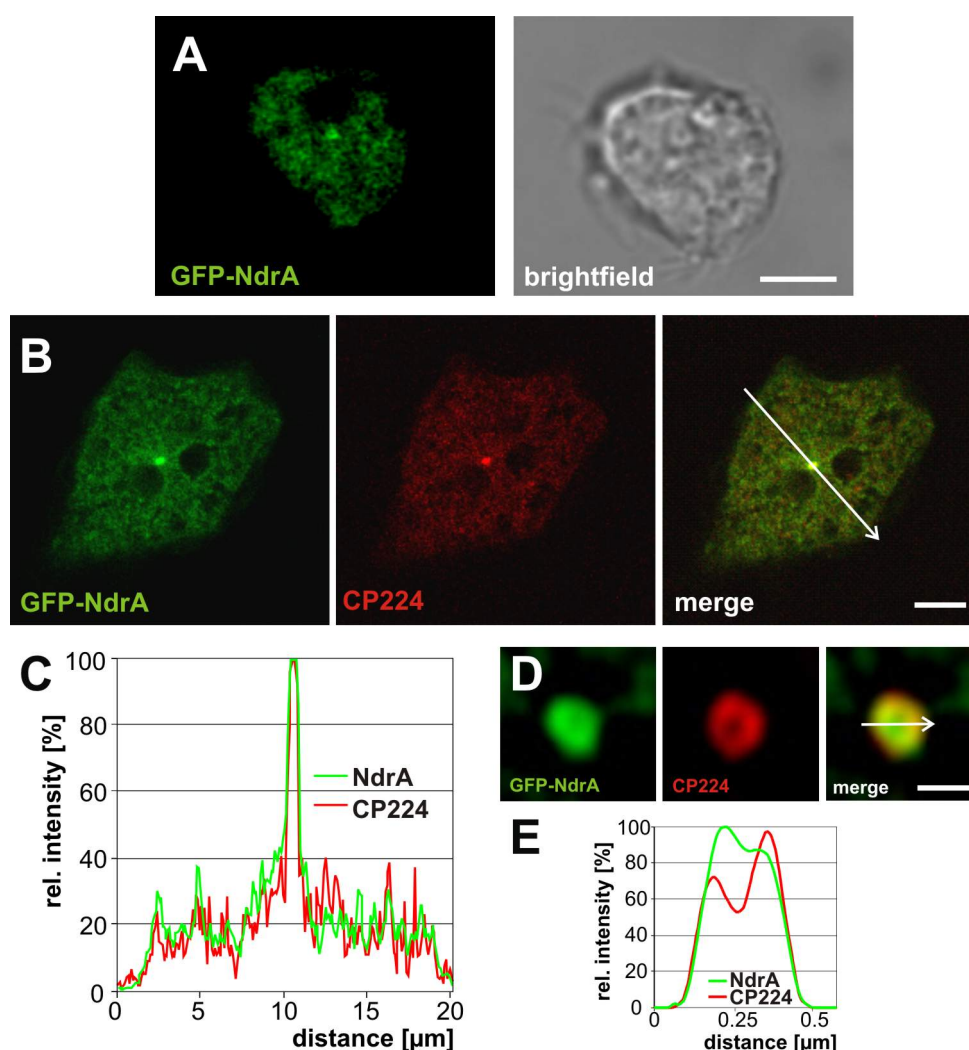 A
GFP-NdrA
brightfield
B
GFP-NdrA
CP224
merge
C
100
80
60
40
20
0
rel. intensity [%]
NdrA
CP224
0
5
10
15
20
distance [µm]
D
GFP-NdrA
CP224
merge
E
100
80
60
40
20
0
rel. intensity [%]
NdrA
CP224
0
0.25
0.5
distance [µm]